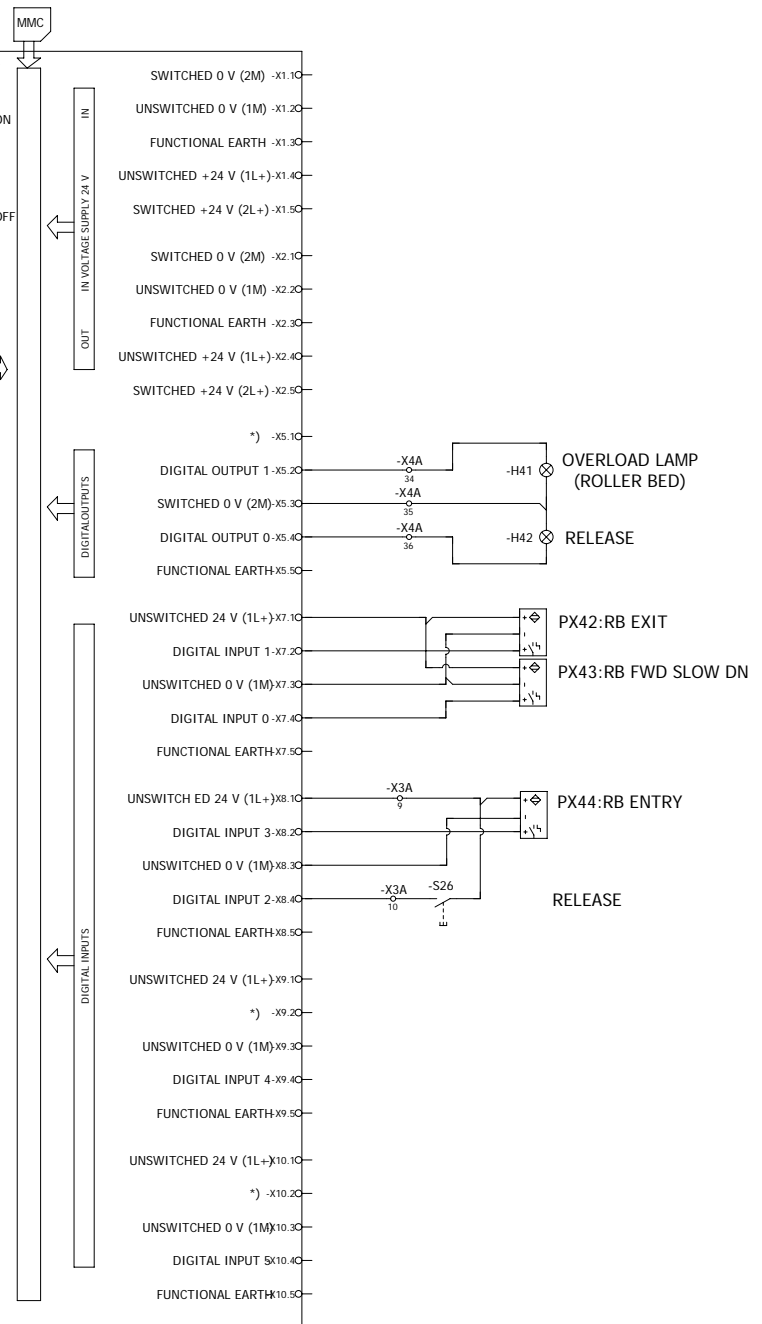 MMC
SWITCHED 0 V (2M) -X1.1
ON
IN
UNSWITCHED 0 V (1M) -X1.2
FUNCTIONAL EARTH -X1.3
UNSWITCHED +24 V (1L+) -X1.4
IN VOLTAGE SUPPLY 24 V
SWITCHED +24 V (2L+) -X1.5
OFF
SWITCHED 0 V (2M) -X2.1
UNSWITCHED 0 V (1M) -X2.2
FUNCTIONAL EARTH -X2.3
OUT
UNSWITCHED +24 V (1L+) -X2.4
SWITCHED +24 V (2L+) -X2.5
*) -X5.1
DIGITAL OUTPUT 1 -X5.2
-X4A
34
-H41
OVERLOAD LAMP
(ROLLER BED)
DIGITALOUTPUTS
SWITCHED 0 V (2M) -X5.3
-X4A
35
DIGITAL OUTPUT 0 -X5.4
-X4A
36
-H42
RELEASE
FUNCTIONAL EARTH -X5.5
UNSWITCHED 24 V (1L+) -X7.1
+
PX42:RB EXIT
-
DIGITAL INPUT 1 -X7.2
+
UNSWITCHED 0 V (1M) -X7.3
+
PX43:RB FWD SLOW DN
-
DIGITAL INPUT 0 -X7.4
+
FUNCTIONAL EARTH -X7.5
UNSWITCH ED 24 V (1L+) -X8.1
-X3A
9
+
PX44:RB ENTRY
-
DIGITAL INPUT 3 -X8.2
+
UNSWITCHED 0 V (1M) -X8.3
DIGITAL INPUT 2 -X8.4
-X3A
10
-S26
RELEASE
FUNCTIONAL EARTH -X8.5
DIGITAL INPUTS
UNSWITCHED 24 V (1L+) -X9.1
*) -X9.2
UNSWITCHED 0 V (1M) -X9.3
DIGITAL INPUT 4 -X9.4
FUNCTIONAL EARTH -X9.5
UNSWITCHED 24 V (1L+) -X10.1
*) -X10.2
UNSWITCHED 0 V (1M) -X10.3
DIGITAL INPUT 5 -X10.4
FUNCTIONAL EARTH -X10.5